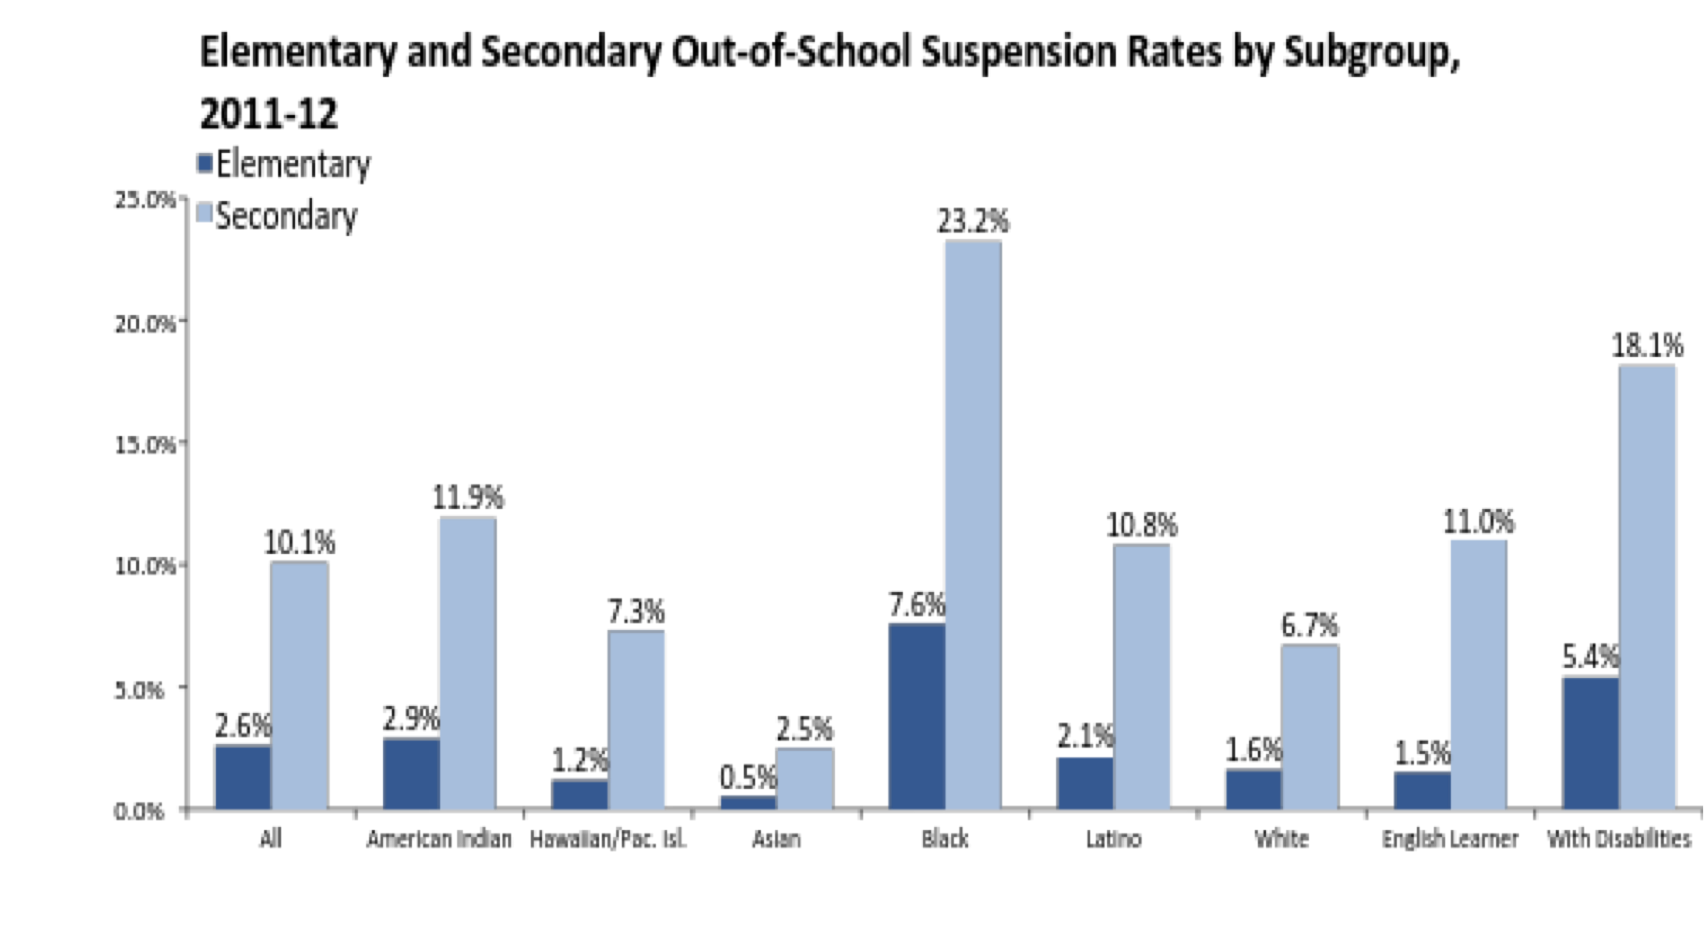 Elementary and Secondary Out-of-School Suspension Rates by Subgroup,
2011-12
Elementary
Secondary
25.0%
20.0%
15.0%
10.0%
5.0%
0.0%
2.6%
10.1%
2.9%
11.9%
1.2%
7.3%
0.5%
2.5%
7.6%
23.2%
2.1%
10.8%
1.6%
6.7%
1.5%
11.0%
5.4%
18.1%
All
American Indian
Hawaiian/Pac. Isl.
Asian
Black
Latino
White
English Learner
With Disabilities